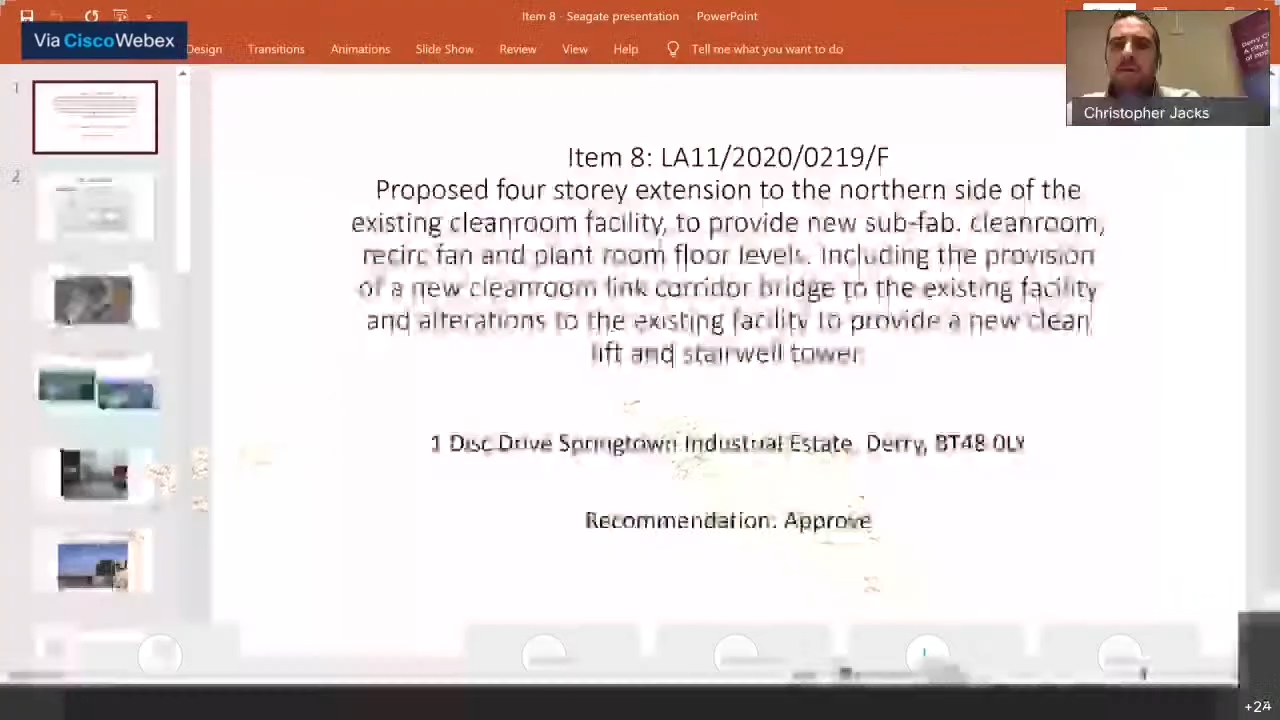 Item 8 - Seagate presentation - PowerPoint
Via Cisco Webex
Design Transitions Animations Slide Show Review View Help Tell me what you want to do
Christopher Jacks
1
2
Item 8: LA11/2020/0219/F
Proposed four storey extension to the northern side of the
existing cleanroom facility, to provide new sub-fab. cleanroom,
recirc fan and plant room floor levels. Including the provision
of a new cleanroom link corridor bridge to the existing facility
and alterations to the existing facility to provide a new clean
lift and stairwell tower
1 Disc Drive Springtown Industrial Estate, Derry, BT48 0LY
Recommendation: Approve